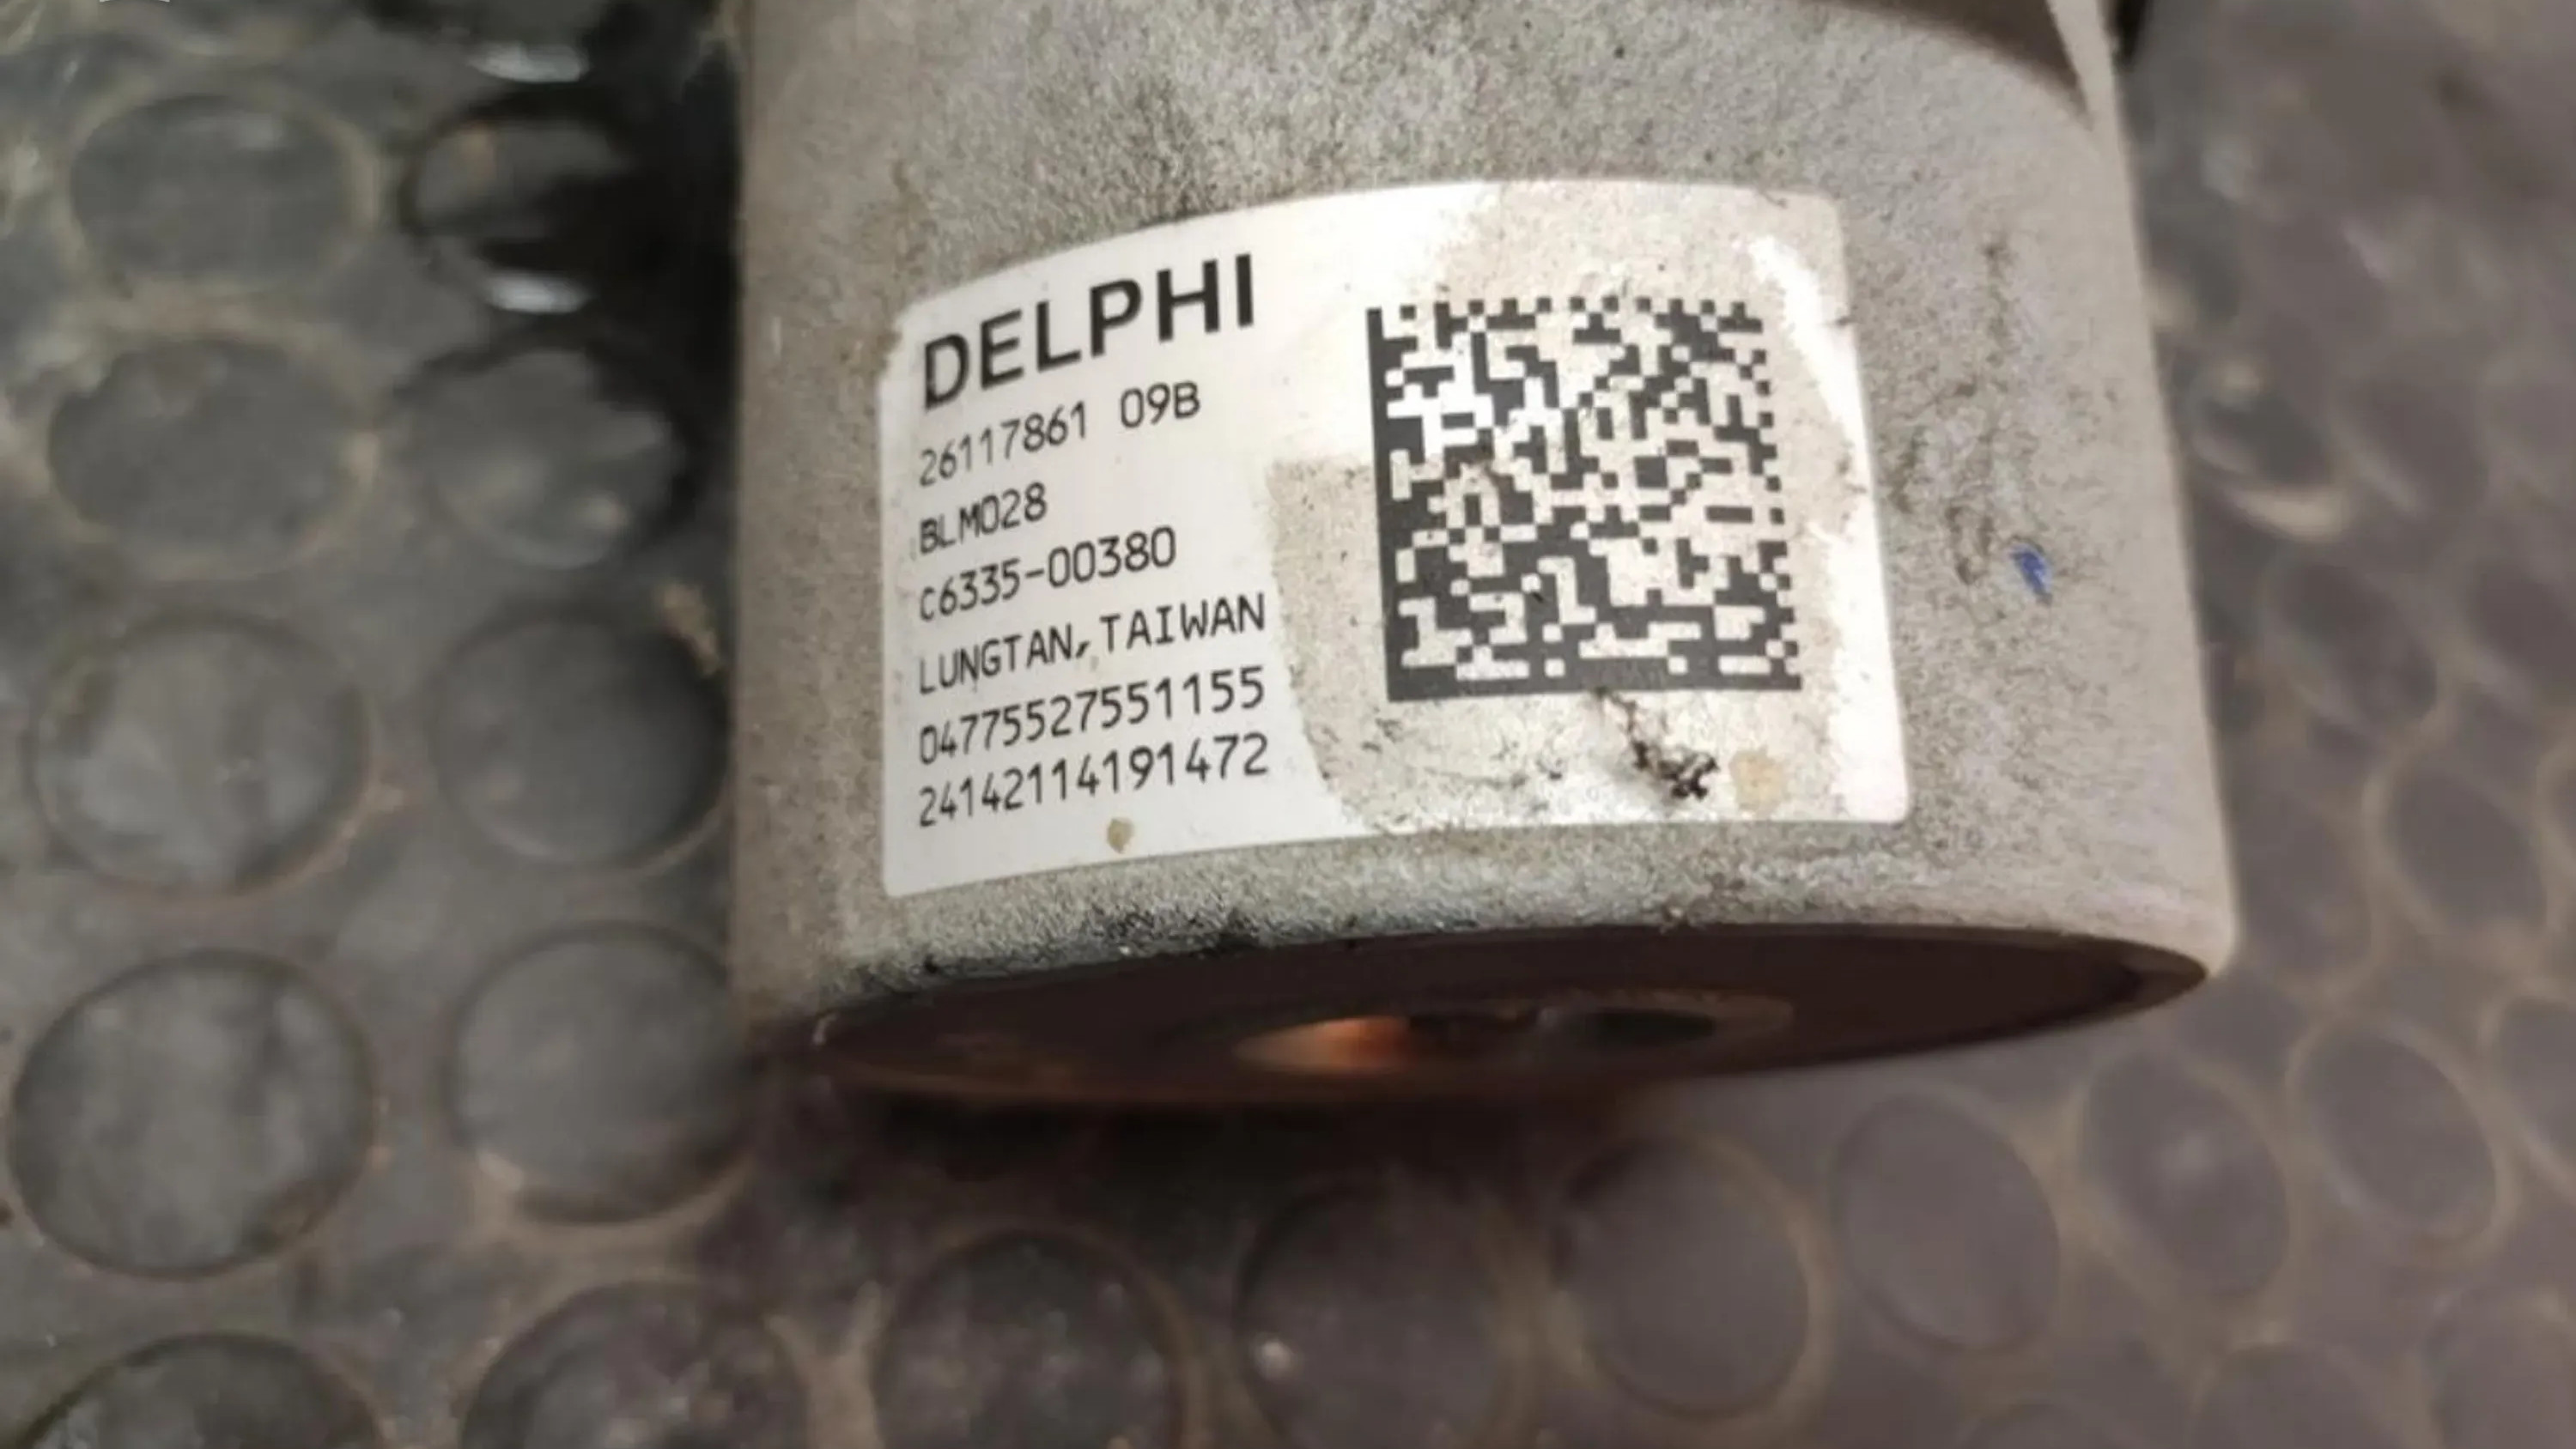 DELPHI
26117861 09B
BLM028
C6335-00380
LUNGTAN, TAIWAN
04775527551155
24142114191472